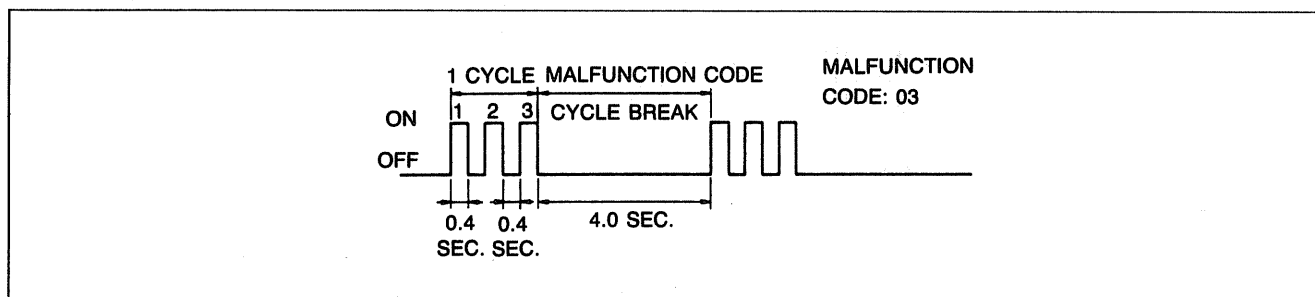 1 CYCLE MALFUNCTION CODE
MALFUNCTION
CODE: 03
ON
1 2 3
CYCLE BREAK
OFF
0.4
SEC.
0.4
SEC.
4.0 SEC.